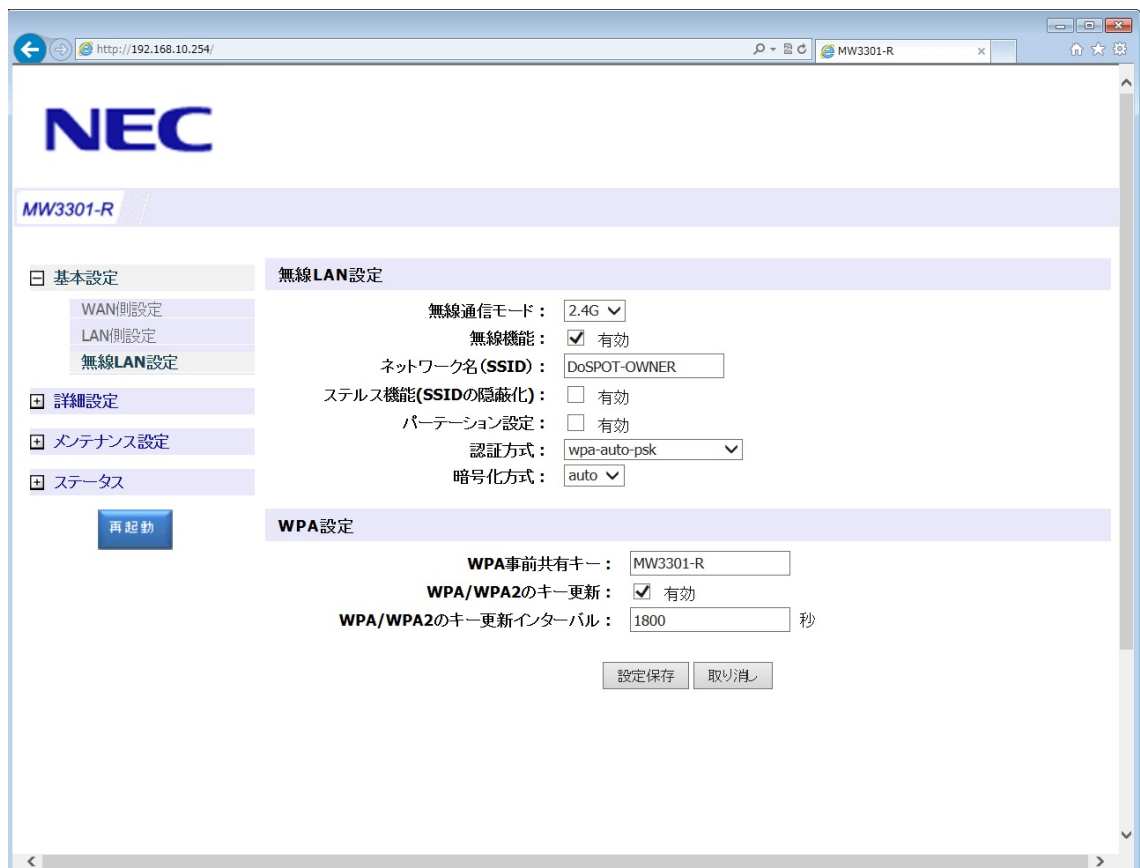 http://192.168.10.254/
MW3301-R
NEC
MW3301-R
基本設定
WAN側設定
LAN側設定
無線LAN設定
詳細設定
メンテナンス設定
ステータス
再起動
無線LAN設定
無線通信モード： 2.4G
無線機能： 有効
ネットワーク名(SSID)： DoSPOT-OWNER
ステルス機能(SSIDの隠蔽化)： 有効
パーテーション設定： 有効
認証方式： wpa-auto-psk
暗号化方式： auto
WPA設定
WPA事前共有キー： MW3301-R
WPA/WPA2のキー更新： 有効
WPA/WPA2のキー更新インターバル： 1800 秒
設定保存 取り消し